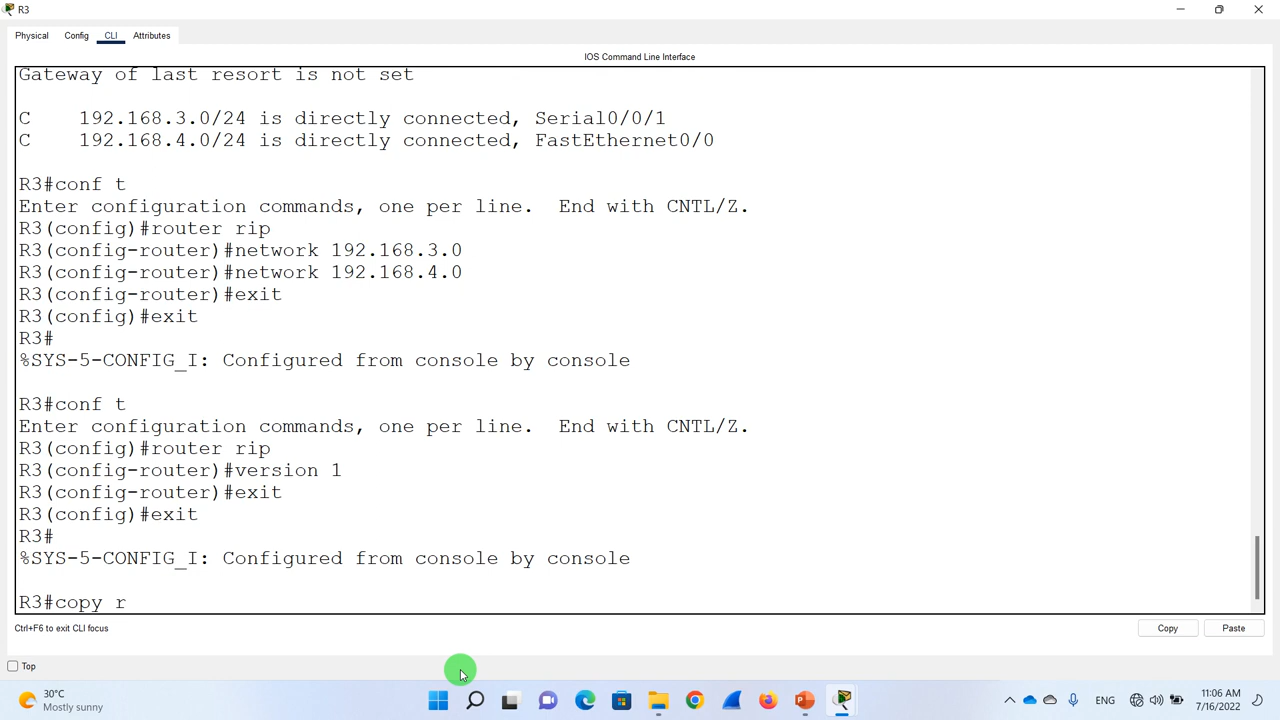 R3
Physical Config CLI Attributes
IOS Command Line Interface
Gateway of last resort is not set
C 192.168.3.0/24 is directly connected, Serial0/0/1
C 192.168.4.0/24 is directly connected, FastEthernet0/0
R3#conf t
Enter configuration commands, one per line. End with CNTL/Z.
R3(config)#router rip
R3(config-router)#network 192.168.3.0
R3(config-router)#network 192.168.4.0
R3(config-router)#exit
R3(config)#exit
R3#
%SYS-5-CONFIG_I: Configured from console by console
R3#conf t
Enter configuration commands, one per line. End with CNTL/Z.
R3(config)#router rip
R3(config-router)#version 1
R3(config-router)#exit
R3(config)#exit
R3#
%SYS-5-CONFIG_I: Configured from console by console
R3#copy r
Ctrl+F6 to exit CLI focus
Copy Paste
Top
30°C
Mostly sunny
ENG
11:06 AM
7/16/2022